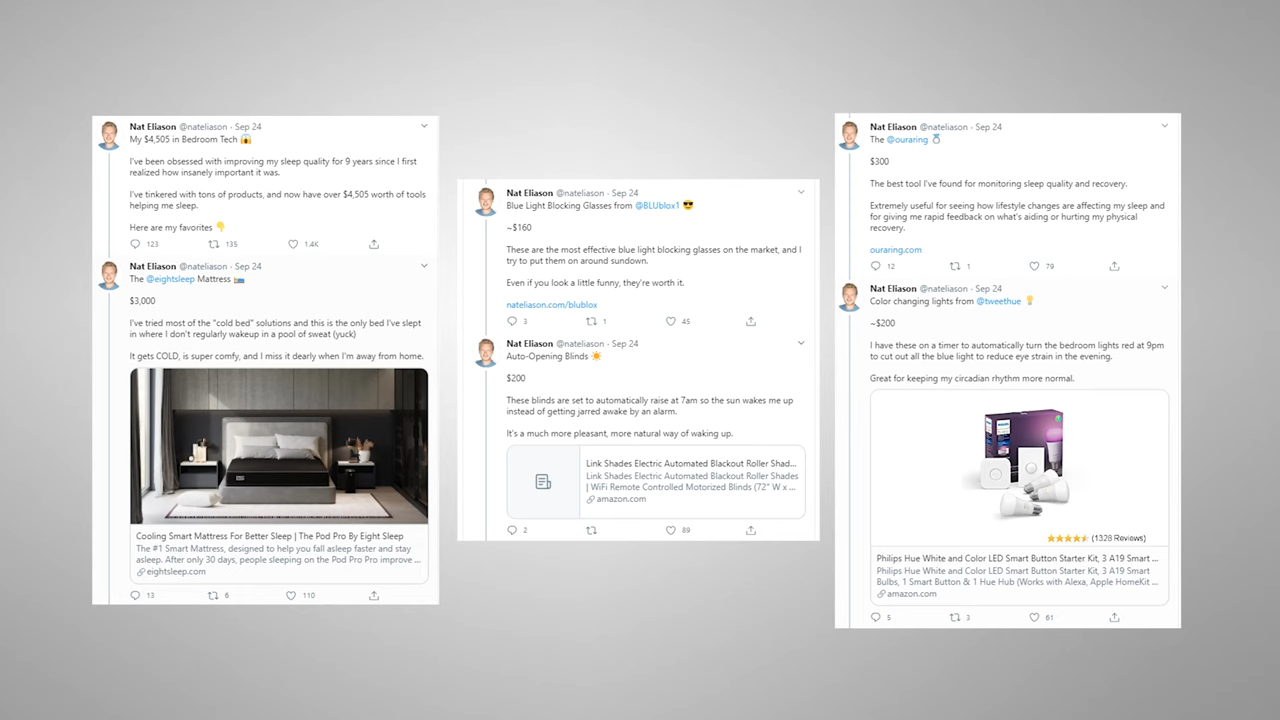 Nat Eliason @nateliason · Sep 24
My $4,505 in Bedroom Tech 😱
I've been obsessed with improving my sleep quality for 9 years since I first
realized how insanely important it was.
I've tinkered with tons of products, and now have over $4,505 worth of tools
helping me sleep.
Here are my favorites 👇
123 135 1.4K
Nat Eliason @nateliason · Sep 24
The @eightsleep Mattress 🛌
$3,000
I've tried most of the "cold bed" solutions and this is the only bed I've slept
in where I don't regularly wakeup in a pool of sweat (yuck)
It gets COLD, is super comfy, and I miss it dearly when I'm away from home.
Cooling Smart Mattress For Better Sleep | The Pod Pro By Eight Sleep
The #1 Smart Mattress, designed to help you fall asleep faster and stay
asleep. After only 30 days, people sleeping on the Pod Pro Pro improve ...
eightsleep.com
13 6 110
Nat Eliason @nateliason · Sep 24
Blue Light Blocking Glasses from @BLUblox1 😎
~$160
These are the most effective blue light blocking glasses on the market, and I
try to put them on around sundown.
Even if you look a little funny, they're worth it.
nateliason.com/blublox
3 1 45
Nat Eliason @nateliason · Sep 24
Auto-Opening Blinds ☀️
$200
These blinds are set to automatically raise at 7am so the sun wakes me up
instead of getting jarred awake by an alarm.
It's a much more pleasant, more natural way of waking up.
Link Shades Electric Automated Blackout Roller Shad...
Link Shades Electric Automated Blackout Roller Shades
| WiFi Remote Controlled Motorized Blinds (72" W x ...
amazon.com
2 89
Nat Eliason @nateliason · Sep 24
The @ouraring 💍
$300
The best tool I've found for monitoring sleep quality and recovery.
Extremely useful for seeing how lifestyle changes are affecting my sleep and
for giving me rapid feedback on what's aiding or hurting my physical
recovery.
ouraring.com
12 1 79
Nat Eliason @nateliason · Sep 24
Color changing lights from @tweethue 💡
~$200
I have these on a timer to automatically turn the bedroom lights red at 9pm
to cut out all the blue light to reduce eye strain in the evening.
Great for keeping my circadian rhythm more normal.
(1328 Reviews)
Philips Hue White and Color LED Smart Button Starter Kit, 3 A19 Smart ...
Philips Hue White and Color LED Smart Button Starter Kit, 3 A19 Smart
Bulbs, 1 Smart Button & 1 Hue Hub (Works with Alexa, Apple HomeKit ...
amazon.com
5 3 61